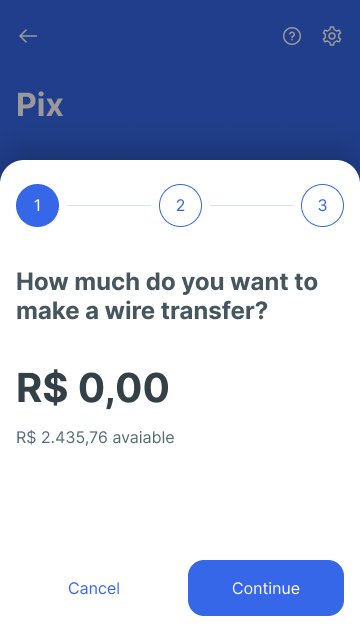 Pix
1
2
3
How much do you want to
make a wire transfer?
R$ 0,00
R$ 2.435,76 avaiable
Cancel
Continue